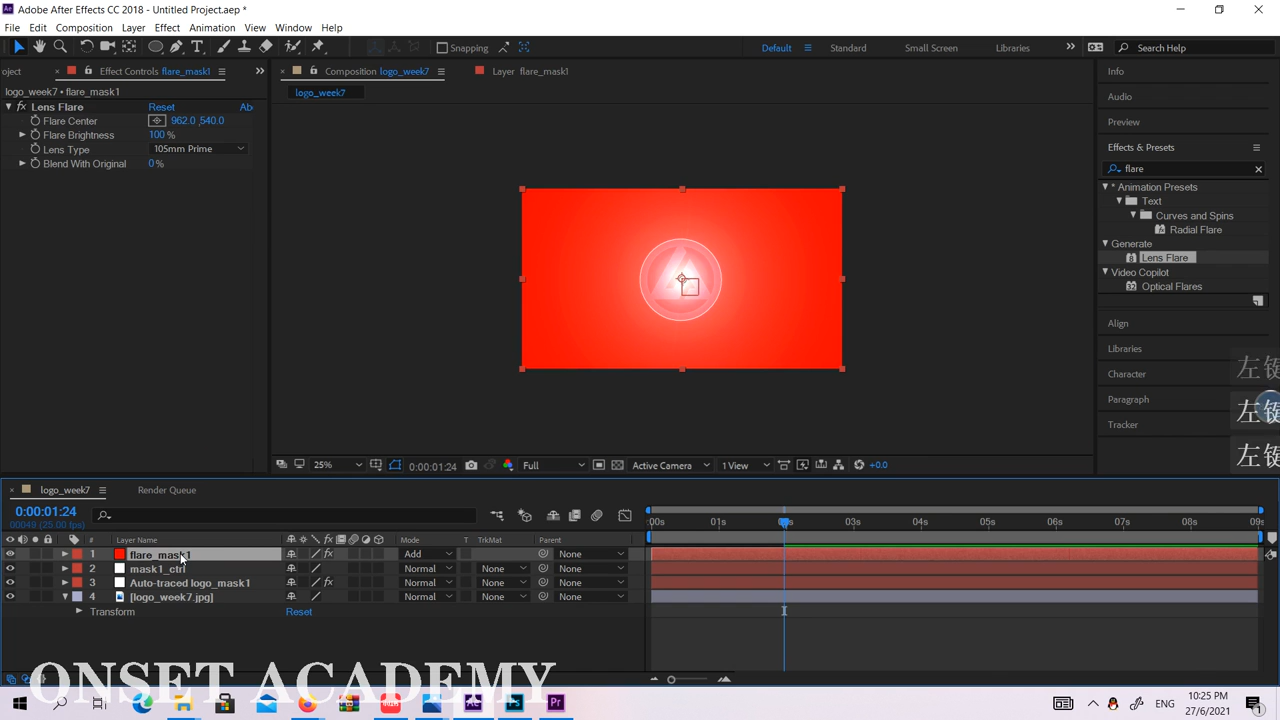 Adobe After Effects CC 2018 - Untitled Project.aep *
File Edit Composition Layer Effect Animation View Window Help
Snapping Default Standard Small Screen Libraries Search Help
oject Effect Controls flare_mask1 Composition logo_week7 Layer flare_mask1
logo_week7 • flare_mask1 logo_week7
Lens Flare Reset Ab
Flare Center 962.0 ,540.0
Flare Brightness 100 %
Lens Type 105mm Prime
Blend With Original 0 %
Info
Audio
Preview
Effects & Presets
flare
* Animation Presets
Text
Curves and Spins
Radial Flare
Generate
Lens Flare
Video Copilot
Optical Flares
Align
Libraries
Character
Paragraph
Tracker
左
左
左
25% 0:00:01:24 Full Active Camera 1 View +0.0
logo_week7 Render Queue
0:00:01:24
00049 (25.00 fps)
:00s 01s 03s 04s 05s 06s 07s 08s 09s
# Layer Name Mode T TrkMat Parent
1 flare_mask1 Add None
2 mask1_ctrl Normal None None
3 Auto-traced logo_mask1 Normal None None
4 [logo_week7.jpg] Normal None None
Transform Reset
ONSET ACADEMY
ENG 10:25 PM
27/6/2021